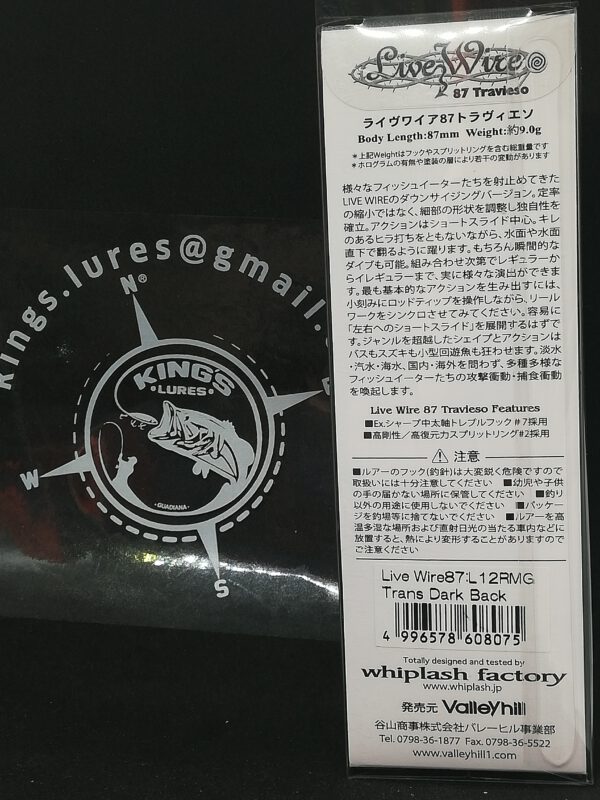 kings.lures@gmail.
N®
KING'S
LURES
GUADIANA
W
S
Live Wire
87 Travieso
ライヴワイア87トラヴィエソ
Body Length:87mm Weight:約9.0g
＊上記Weightはフックやスプリットリングを含む総重量です
＊ホログラムの有無や塗装の層により若干の変動があります
様々なフィッシュイーターたちを射止めてきた
LIVE WIREのダウンサイジングバージョン。定率
の縮小ではなく、細部の形状を調整し独自性を
確立。アクションはショートスライド中心。キレ
のあるヒラ打ちをともないながら、水面や水面
直下で翻るように躍ります。もちろん瞬間的な
ダイブも可能。組み合わせ次第でレギュラーか
らイレギュラーまで、実に様々な演出ができま
す。最も基本的なアクションを生み出すには、
小刻みにロッドティップを操作しながら、リール
ワークをシンクロさせてみてください。容易に
「左右へのショートスライド」を展開するはずで
す。ジャンルを超越したシェイプとアクションは
バスもスズキも小型回遊魚も狂わせます。淡水
・汽水・海水、国内・海外を問わず、多種多様な
フィッシュイーターたちの攻撃衝動・捕食衝動
を喚起します。
Live Wire 87 Travieso Features
■Ex.シャープ中太軸トレブルフック #7採用
■高剛性／高復元力スプリットリング#2採用
⚠ 注意
■ルアーのフック(釣針)は大変鋭く危険ですので
取扱いには十分注意してください ■幼児や子供
の手の届かない場所に保管してください ■釣り
以外の用途に使用しないでください ■パッケー
ジを釣場等に捨てないでください ■ルアーを高
温多湿な場所および直射日光の当たる車内などに
放置すると、熱により変形することがありますので
ご注意ください
Live Wire87:L12RMG
Trans Dark Back
4 996578 608075
Totally designed and tested by
whiplash factory
www.whiplash.jp
発売元 Valleyhill
谷山商事株式会社バレーヒル事業部
Tel. 0798-36-1877 Fax. 0798-36-5522
www.valleyhill1.com